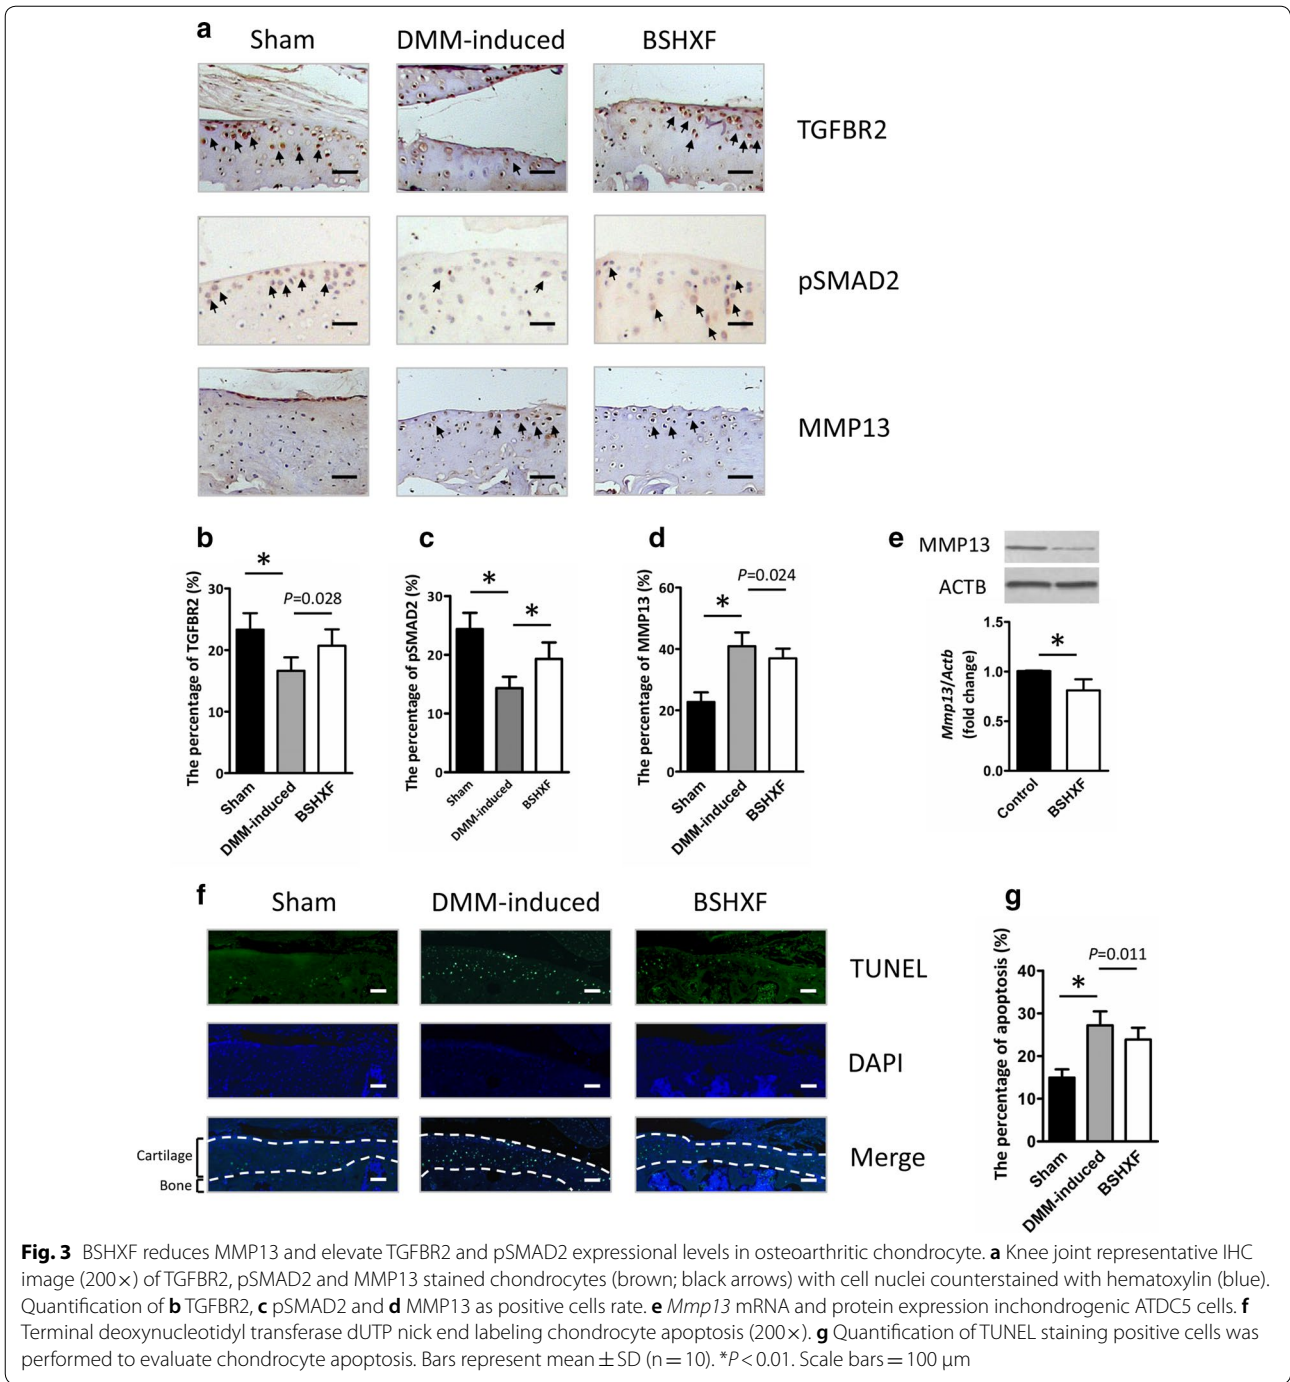 a
Sham DMM-induced BSHXF
TGFBR2
pSMAD2
MMP13
b
The percentage of TGFBR2 (%)
30
20
10
0
*
P=0.028
Sham
DMM-induced
BSHXF
c
The percentage of pSMAD2 (%)
30
20
10
0
*
*
Sham
DMM-induced
BSHXF
d
The percentage of MMP13 (%)
60
40
20
0
*
P=0.024
Sham
DMM-induced
BSHXF
e
MMP13
ACTB
Mmp13/Actb
(fold change)
1.5
1.0
0.5
0.0
*
Control
BSHXF
f
Sham DMM-induced BSHXF
TUNEL
DAPI
Merge
Cartilage
Bone
g
The percentage of apoptosis (%)
40
30
20
10
0
*
P=0.011
Sham
DMM-induced
BSHXF
Fig. 3 BSHXF reduces MMP13 and elevate TGFBR2 and pSMAD2 expressional levels in osteoarthritic chondrocyte. a Knee joint representative IHC
image (200×) of TGFBR2, pSMAD2 and MMP13 stained chondrocytes (brown; black arrows) with cell nuclei counterstained with hematoxylin (blue).
Quantification of b TGFBR2, c pSMAD2 and d MMP13 as positive cells rate. e Mmp13 mRNA and protein expression inchondrogenic ATDC5 cells. f
Terminal deoxynucleotidyl transferase dUTP nick end labeling chondrocyte apoptosis (200×). g Quantification of TUNEL staining positive cells was
performed to evaluate chondrocyte apoptosis. Bars represent mean ± SD (n = 10). *P < 0.01. Scale bars = 100 μm